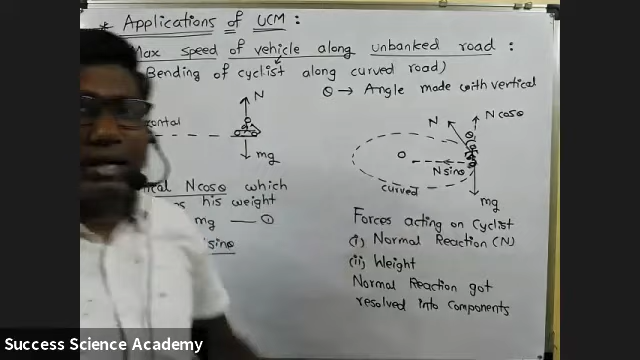 * Applications of UCM :
Max speed of vehicle along unbanked road :
Bending of cyclist along curved road)
θ → Angle made with vertical
N
mg
N cosθ
N
θ
O
N sinθ
curved
mg
N cosθ which
his weight
mg — ①
sinθ
Forces acting on Cyclist
(i) Normal Reaction (N)
(ii) Weight
Normal Reaction got
resolved into components
Success Science Academy